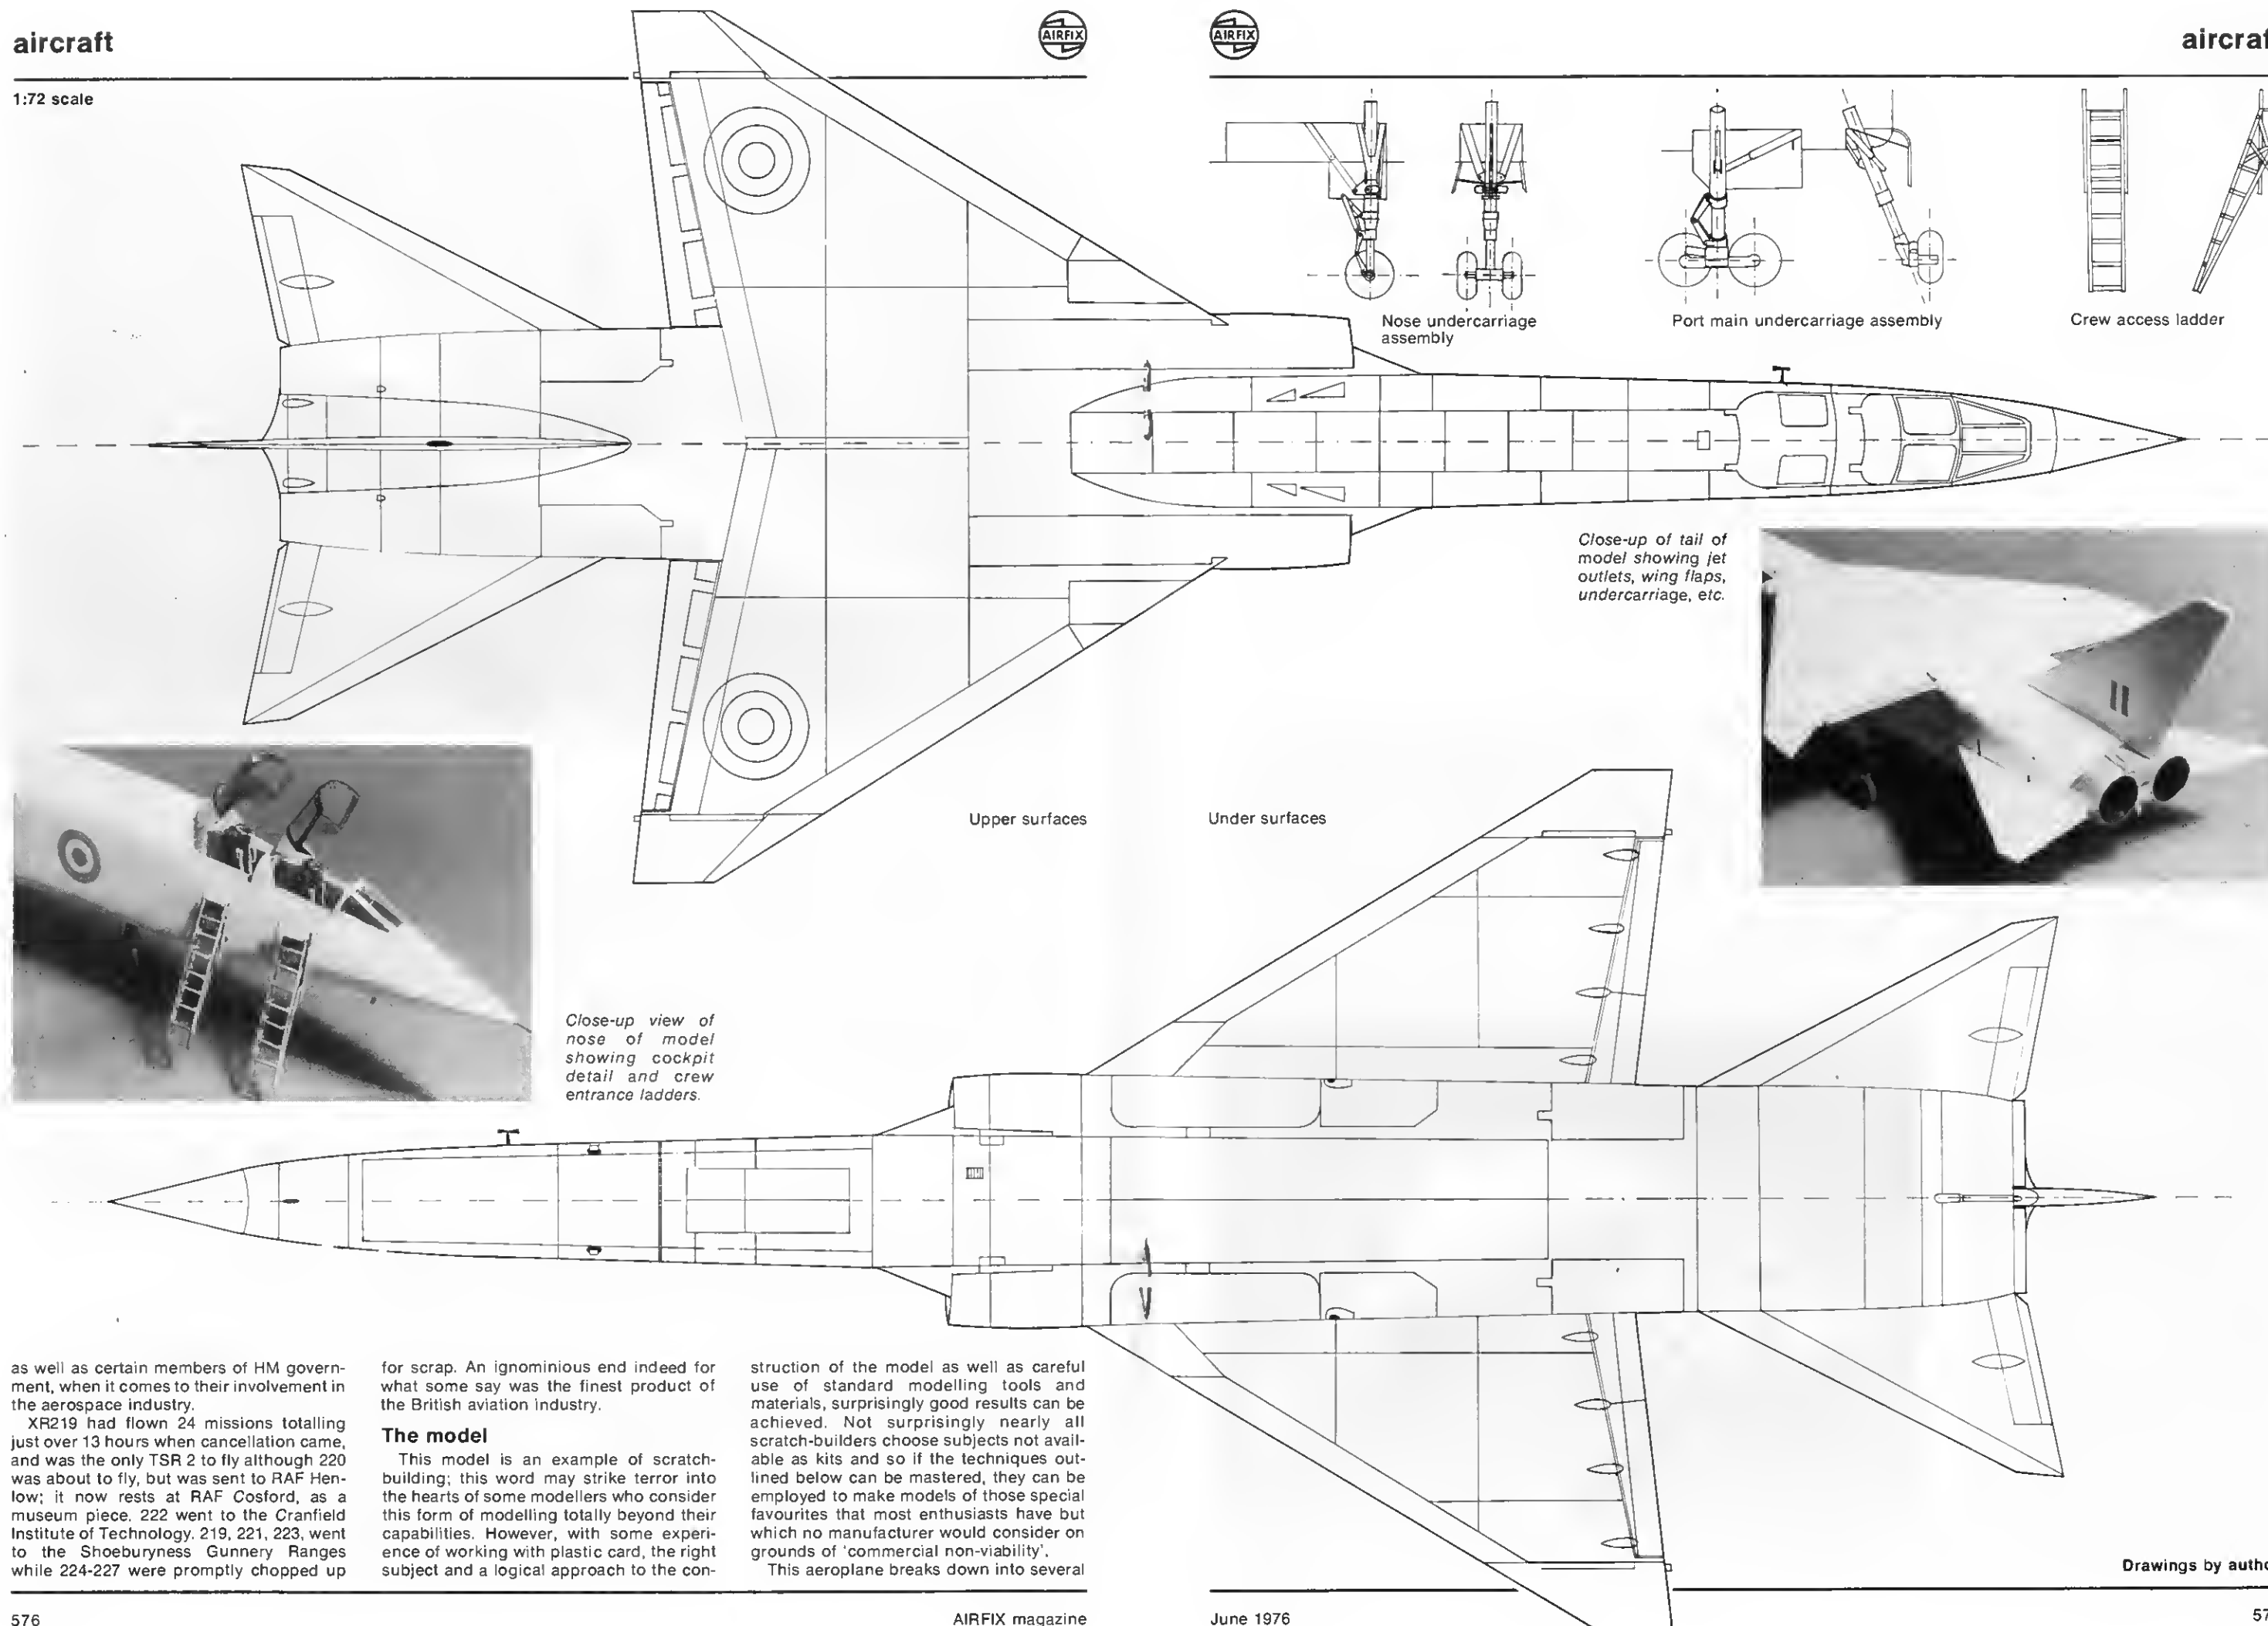 aircraft
AIRFIX
1:72 scale
AIRFIX
aircraf
Nose undercarriage
assembly
Port main undercarriage assembly
Crew access ladder
Close-up of tail of
model showing jet
outlets, wing flaps,
undercarriage, etc.
Upper surfaces
Under surfaces
Close-up view of
nose of model
showing cockpit
detail and crew
entrance ladders.
as well as certain members of HM govern-
ment, when it comes to their involvement in
the aerospace industry.
XR219 had flown 24 missions totalling
just over 13 hours when cancellation came,
and was the only TSR 2 to fly although 220
was about to fly, but was sent to RAF Hen-
low; it now rests at RAF Cosford, as a
museum piece. 222 went to the Cranfield
Institute of Technology. 219, 221, 223, went
to the Shoeburyness Gunnery Ranges
while 224-227 were promptly chopped up
for scrap. An ignominious end indeed for
what some say was the finest product of
the British aviation industry.
The model
This model is an example of scratch-
building; this word may strike terror into
the hearts of some modellers who consider
this form of modelling totally beyond their
capabilities. However, with some experi-
ence of working with plastic card, the right
subject and a logical approach to the con-
struction of the model as well as careful
use of standard modelling tools and
materials, surprisingly good results can be
achieved. Not surprisingly nearly all
scratch-builders choose subjects not avail-
able as kits and so if the techniques out-
lined below can be mastered, they can be
employed to make models of those special
favourites that most enthusiasts have but
which no manufacturer would consider on
grounds of 'commercial non-viability'.
This aeroplane breaks down into several
Drawings by autho
576
AIRFIX magazine
June 1976
57